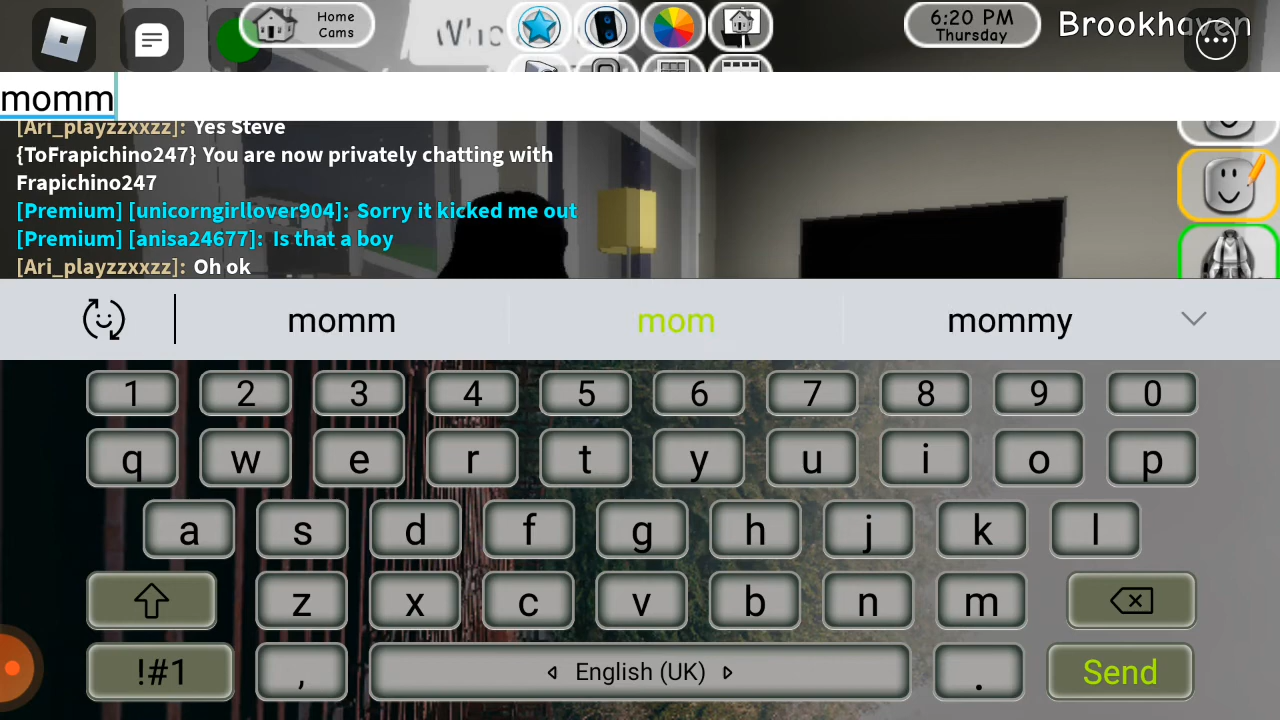 Home
Cams
Who
6:20 PM
Thursday
Brookhaven
momm
[Ari_playzzxxzz]: Yes Steve
{ToFrapichino247} You are now privately chatting with
Frapichino247
[Premium] [unicorngirllover904]: Sorry it kicked me out
[Premium] [anisa24677]: Is that a boy
[Ari_playzzxxzz]: Oh ok
momm mom mommy
1 2 3 4 5 6 7 8 9 0
q w e r t y u i o p
a s d f g h j k l
z x c v b n m
!#1 , English (UK) . Send